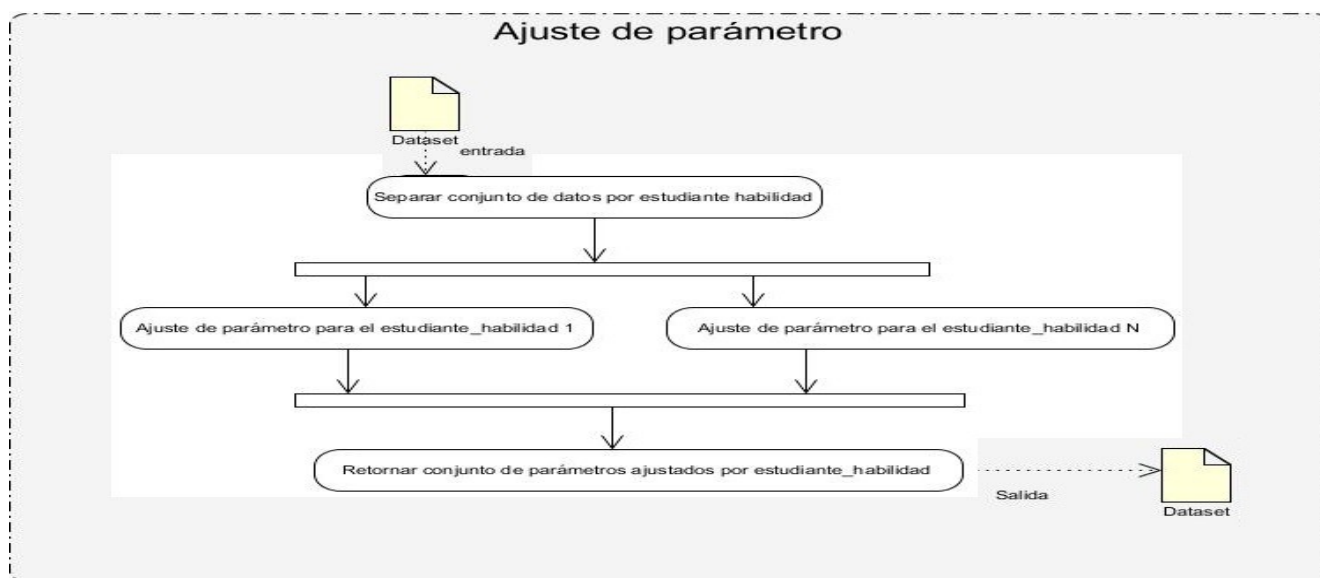 Ajuste de parámetro
Dataset
entrada
Separar conjunto de datos por estudiante habilidad
Ajuste de parámetro para el estudiante_habilidad 1
Ajuste de parámetro para el estudiante_habilidad N
Retornar conjunto de parámetros ajustados por estudiante_habilidad
Salida
Dataset